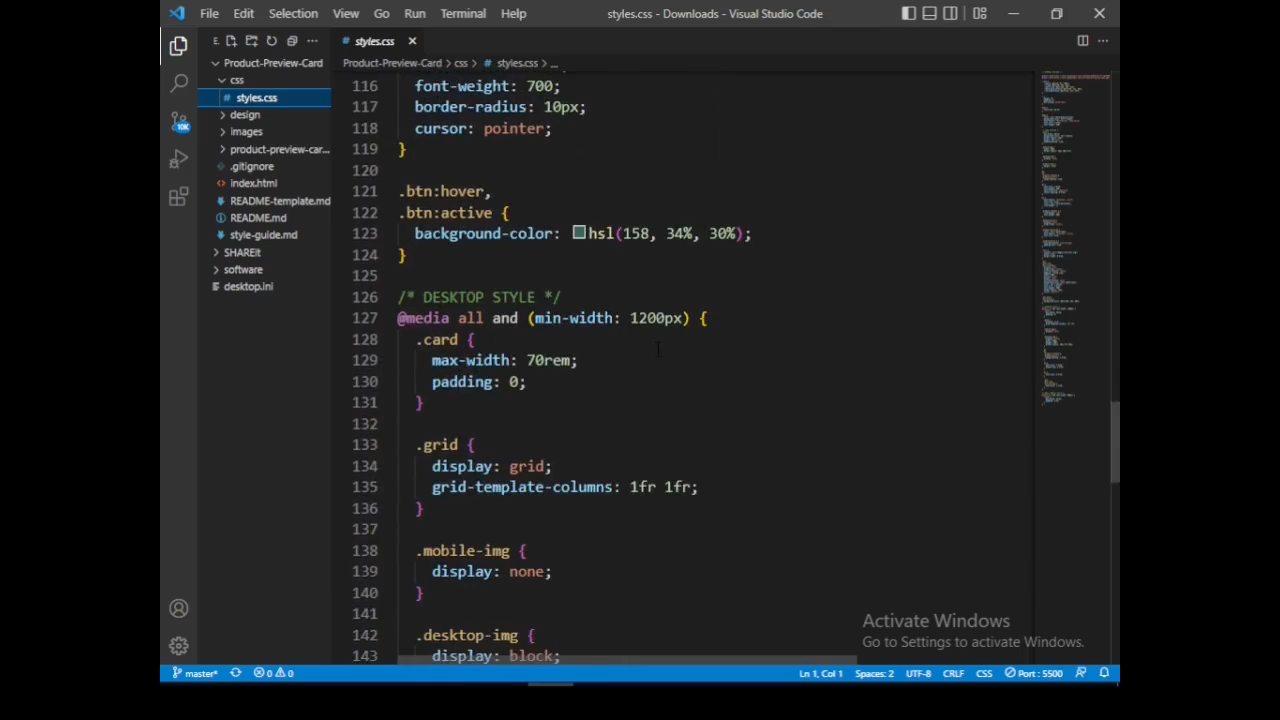 File Edit Selection View Go Run Terminal Help styles.css - Downloads - Visual Studio Code
E. ...
# styles.css
Product-Preview-Card > css > # styles.css > ...
Product-Preview-Card
css
# styles.css
design
images
product-preview-car...
.gitignore
index.html
README-template.md
README.md
style-guide.md
SHAREit
software
desktop.ini
10K
116 font-weight: 700;
117 border-radius: 10px;
118 cursor: pointer;
119 }
120
121 .btn:hover,
122 .btn:active {
123 background-color: hsl(158, 34%, 30%);
124 }
125
126 /* DESKTOP STYLE */
127 @media all and (min-width: 1200px) {
128 .card {
129 max-width: 70rem;
130 padding: 0;
131 }
132
133 .grid {
134 display: grid;
135 grid-template-columns: 1fr 1fr;
136 }
137
138 .mobile-img {
139 display: none;
140 }
141
142 .desktop-img {
143 display: block;
Activate Windows
Go to Settings to activate Windows.
master* 0 0 Ln 1, Col 1 Spaces: 2 UTF-8 CRLF CSS Port : 5500